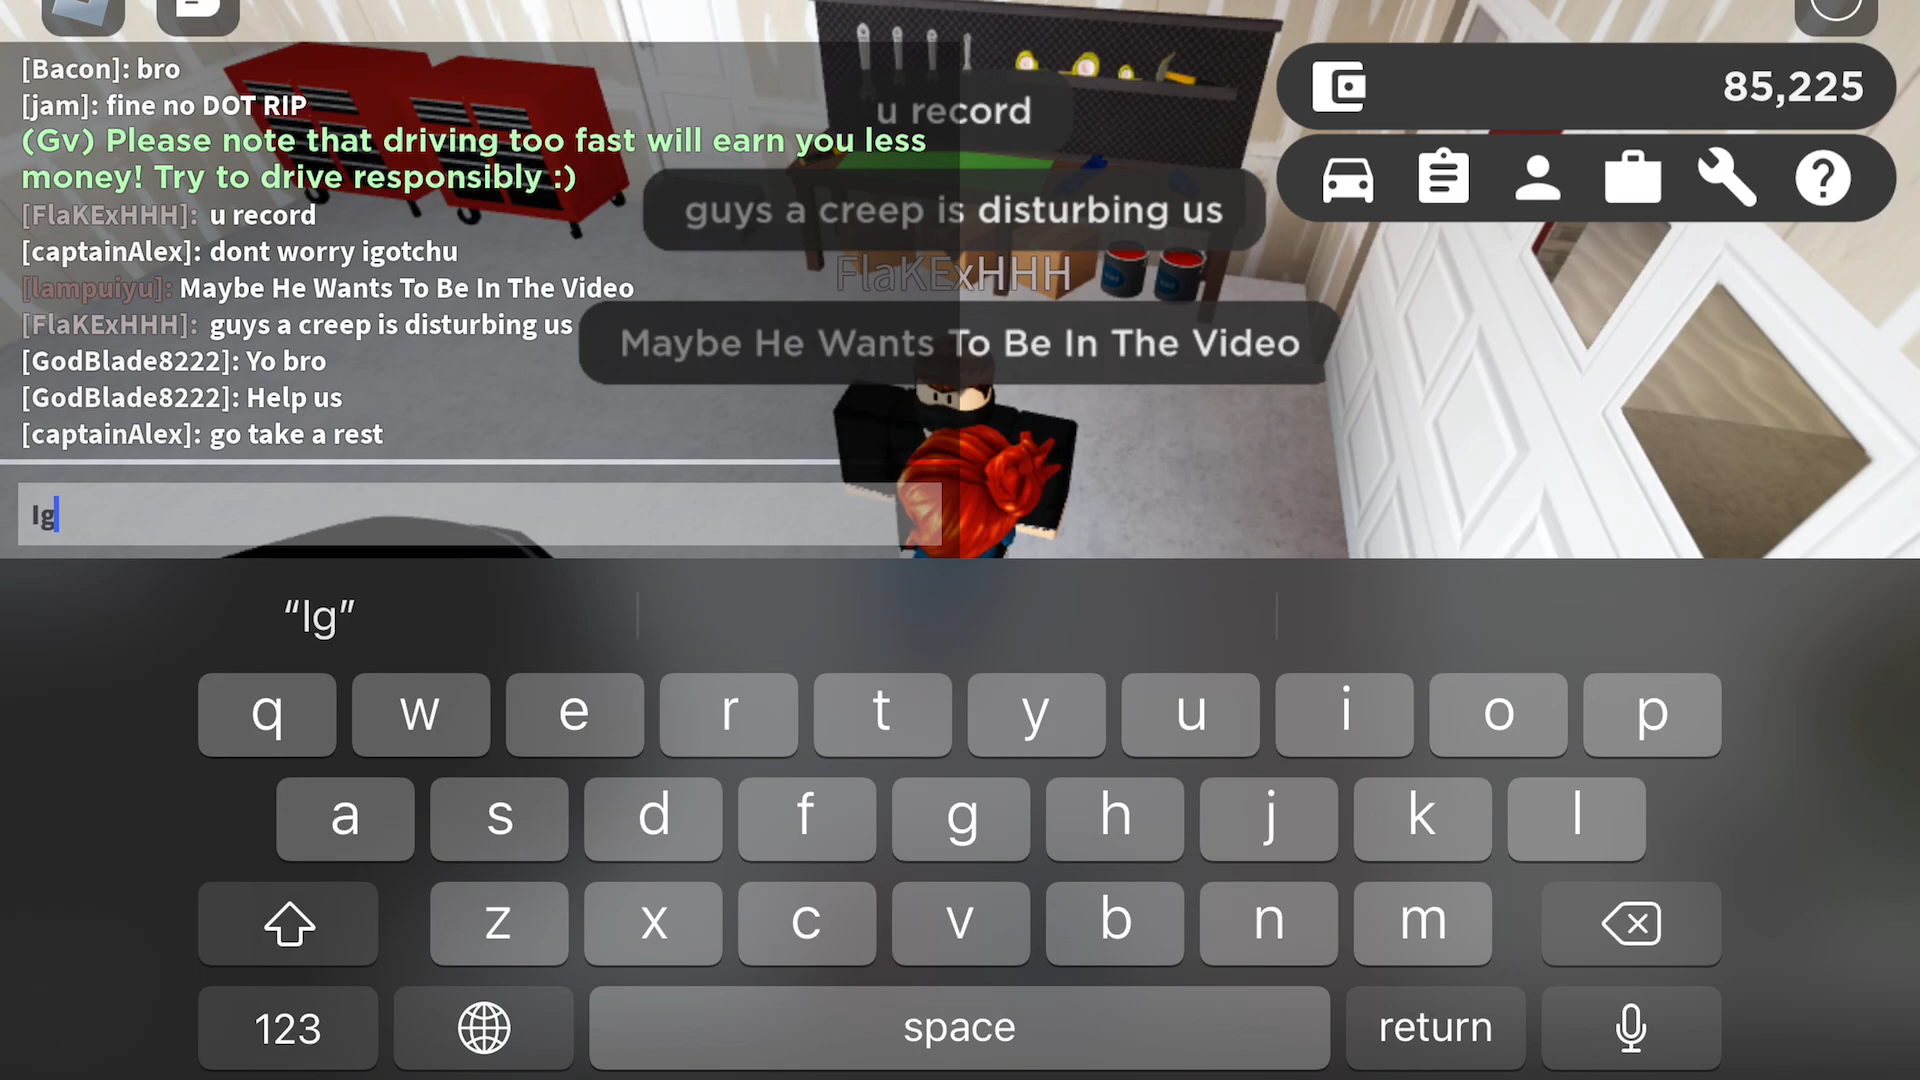 [Bacon]: bro
[jam]: fine no DOT RIP
(Gv) Please note that driving too fast will earn you less
money! Try to drive responsibly :)
[FlaKExHHH]: u record
[captainAlex]: dont worry igotchu
[lampuiyu]: Maybe He Wants To Be In The Video
[FlaKExHHH]: guys a creep is disturbing us
[GodBlade8222]: Yo bro
[GodBlade8222]: Help us
[captainAlex]: go take a rest
Ig
u record
guys a creep is disturbing us
FlaKExHHH
Maybe He Wants To Be In The Video
85,225
?
“Ig”
q w e r t y u i o p
a s d f g h j k l
z x c v b n m
123 space return